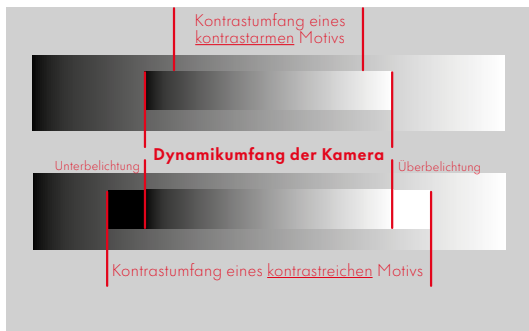 Kontrastumfang eines
kontrastarmen Motivs
Dynamikumfang der Kamera
Unterbelichtung
Überbelichtung
Kontrastumfang eines kontrastreichen Motivs